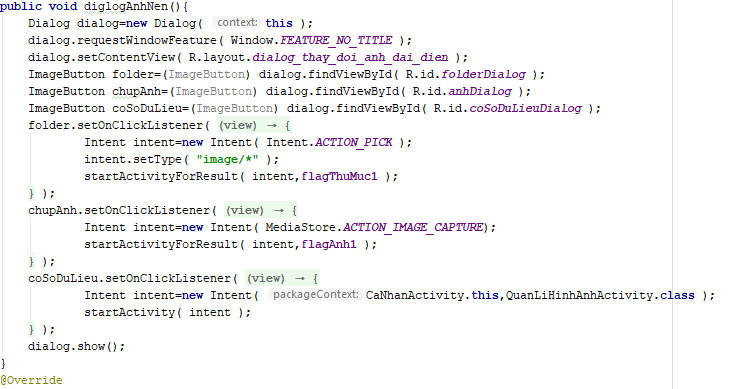 public void diglogAnhNen(){
Dialog dialog=new Dialog( context: this );
dialog.requestWindowFeature( Window.FEATURE_NO_TITLE );
dialog.setContentView( R.layout.dialog_thay_doi_anh_dai_dien );
ImageButton folder=(ImageButton) dialog.findViewById( R.id.folderDialog );
ImageButton chupAnh=(ImageButton) dialog.findViewById( R.id.anhDialog );
ImageButton coSoDuLieu=(ImageButton) dialog.findViewById( R.id.coSoDuLieuDialog );
folder.setOnClickListener( (view) → {
Intent intent=new Intent( Intent.ACTION_PICK );
intent.setType( "image/*" );
startActivityForResult( intent,flagThuMuc1 );
} );
chupAnh.setOnClickListener( (view) → {
Intent intent=new Intent( MediaStore.ACTION_IMAGE_CAPTURE);
startActivityForResult( intent,flagAnh1 );
} );
coSoDuLieu.setOnClickListener( (view) → {
Intent intent=new Intent( packageContext: CaNhanActivity.this,QuanLiHinhAnhActivity.class );
startActivity( intent );
} );
dialog.show();
}
@Override